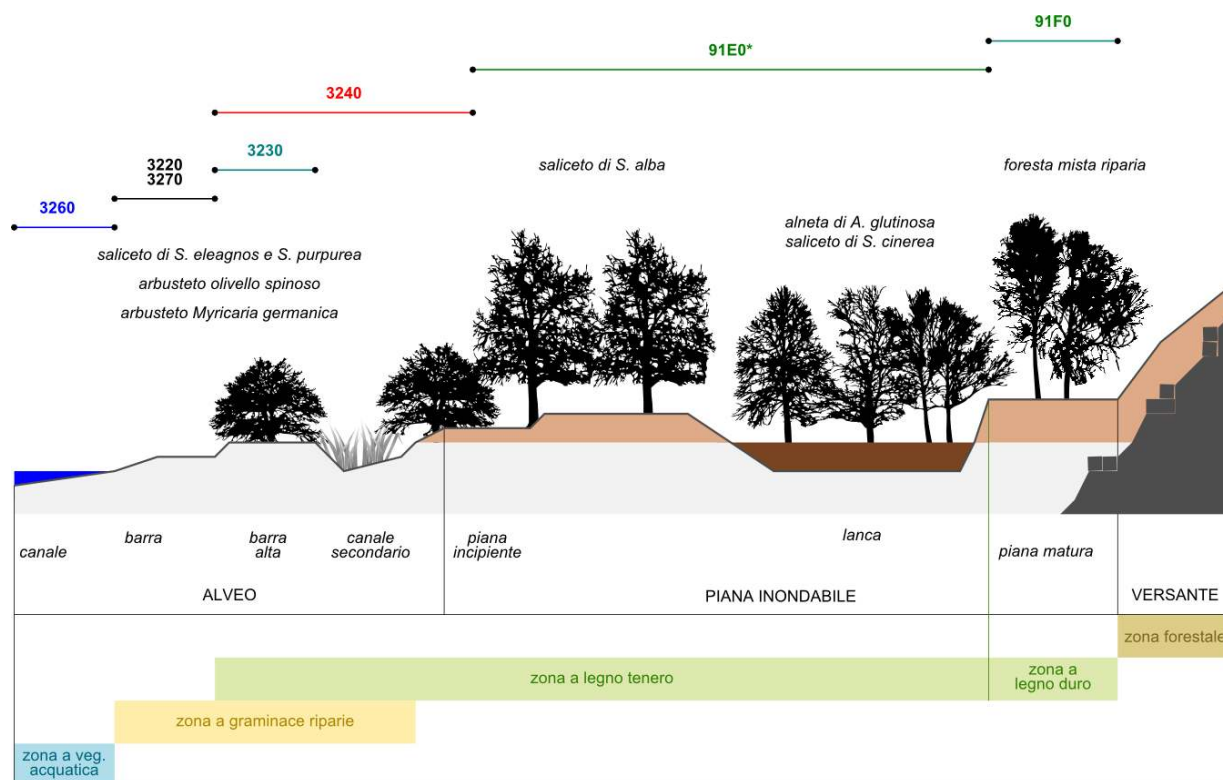 91F0
91E0*
3240
3230
3220
3270
3260
saliceto di S. alba
foresta mista riparia
alneta di A. glutinosa
saliceto di S. cinerea
saliceto di S. eleagnos e S. purpurea
arbusteto olivello spinoso
arbusteto Myricaria germanica
canale
barra
barra
alta
canale
secondario
piana
incipiente
lanca
piana matura
ALVEO
PIANA INONDABILE
VERSANTE
zona forestale
zona a legno tenero
zona a
legno duro
zona a graminace riparie
zona a veg.
acquatica